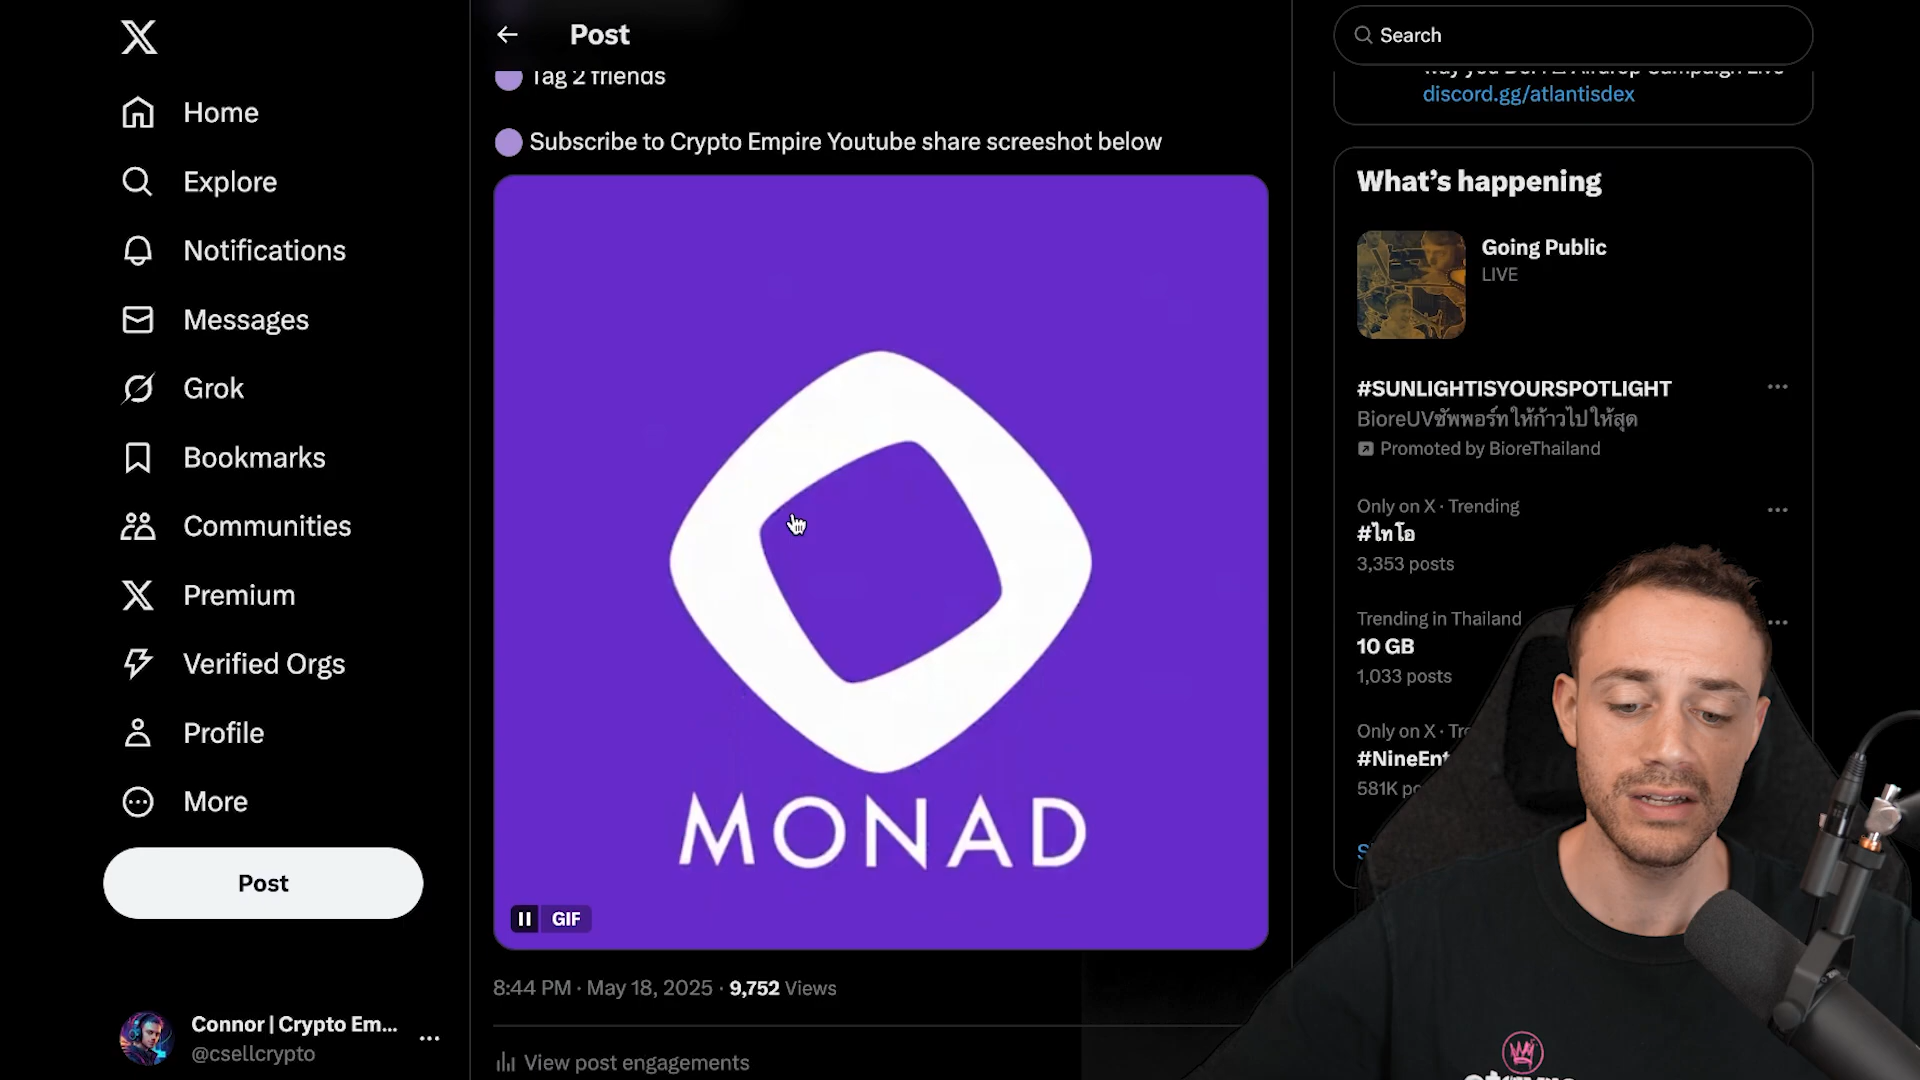 Home
Explore
Notifications
Messages
Grok
Bookmarks
Communities
Premium
Verified Orgs
Profile
More
Post
Connor | Crypto Em...
@csellcrypto
Post
Tag 2 friends
Subscribe to Crypto Empire Youtube share screeshot below
MONAD
GIF
8:44 PM · May 18, 2025 · 9,752 Views
View post engagements
Search
discord.gg/atlantisdex
What's happening
Going Public
LIVE
#SUNLIGHTISYOURSPOTLIGHT
BioreUVซัพพอร์ทให้ก้าวไปให้สุด
Promoted by BioreThailand
Only on X · Trending
#ไทโอ
3,353 posts
Trending in Thailand
10 GB
1,033 posts
Only on X · Tre
#NineEnt
581K po